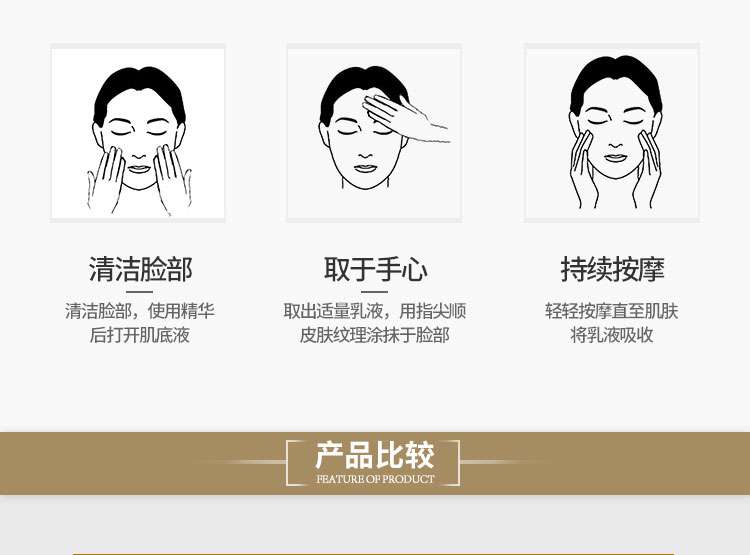 清洁脸部
取于手心
持续按摩
清洁脸部，使用精华
后打开肌底液
取出适量乳液，用指尖顺
皮肤纹理涂抹于脸部
轻轻按摩直至肌肤
将乳液吸收
产品比较
FEATURE OF PRODUCT